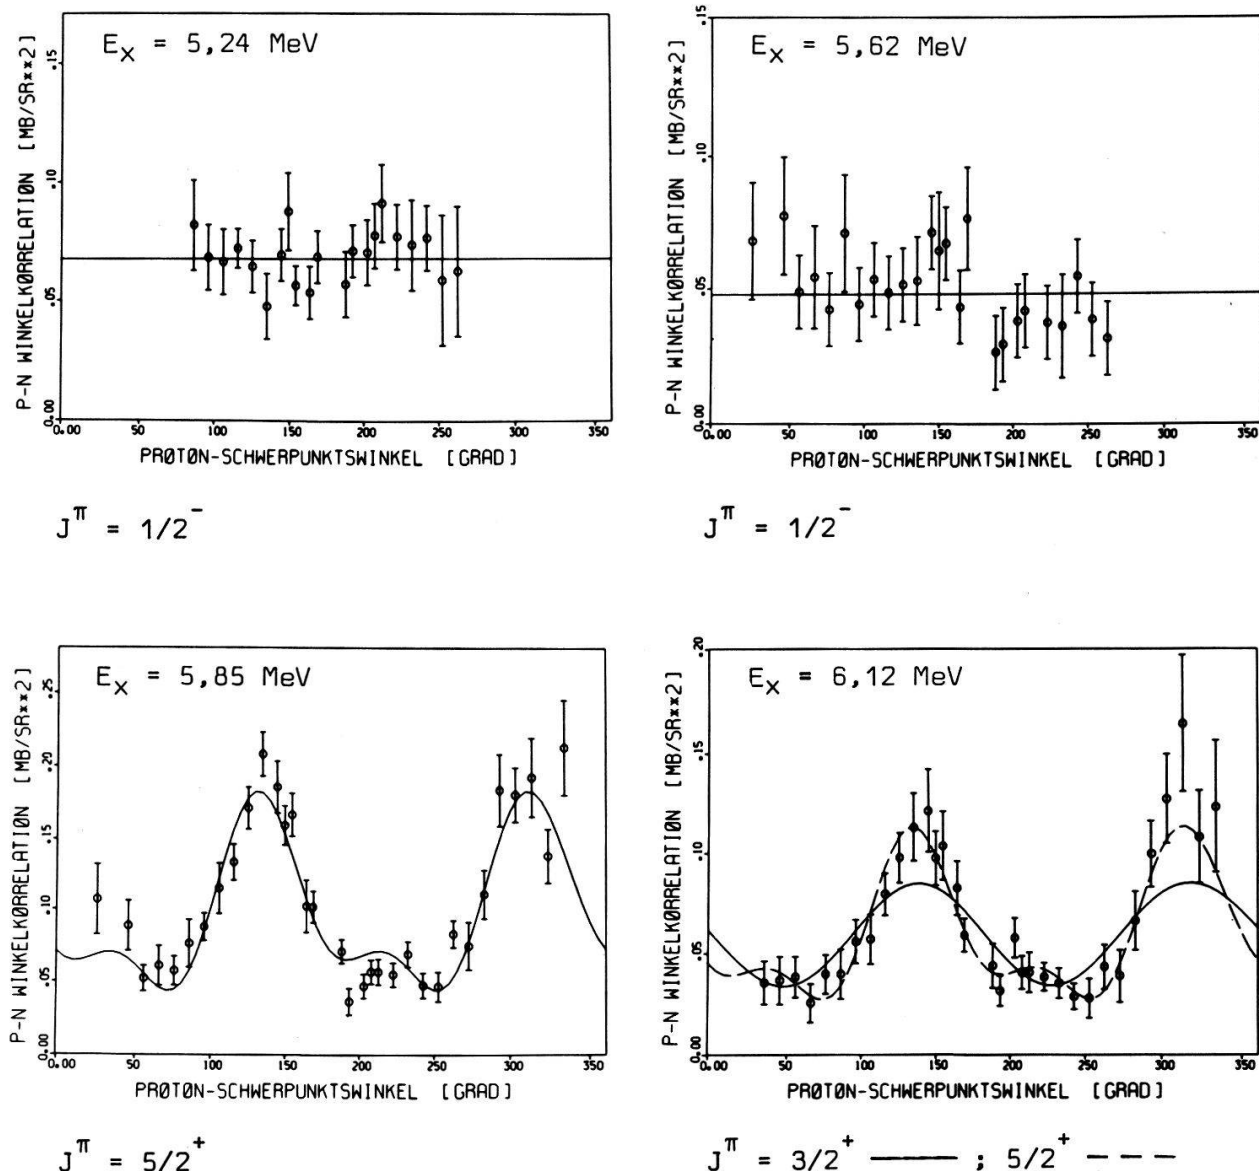 E_x = 5,24 MeV
P-N WINKELKØRRELATIØN [MB/SR**2]
.15
.10
.05
.00
0.00 50 100 150 200 250 300 350
PRØTØN-SCHWERPUNKTSWINKEL [GRAD]
J^π = 1/2^-
E_x = 5,62 MeV
P-N WINKELKØRRELATIØN [MB/SR**2]
.15
.10
.05
.00
0.00 50 100 150 200 250 300 350
PRØTØN-SCHWERPUNKTSWINKEL [GRAD]
J^π = 1/2^-
E_x = 5,85 MeV
P-N WINKELKØRRELATIØN [MB/SR**2]
.25
.20
.15
.10
.05
.00
0.00 50 100 150 200 250 300 350
PRØTØN-SCHWERPUNKTSWINKEL [GRAD]
J^π = 5/2^+
E_x = 6,12 MeV
P-N WINKELKØRRELATIØN [MB/SR**2]
.20
.15
.10
.05
.00
0.00 50 100 150 200 250 300 350
PRØTØN-SCHWERPUNKTSWINKEL [GRAD]
J^π = 3/2^+ ——— ; 5/2^+ — — —